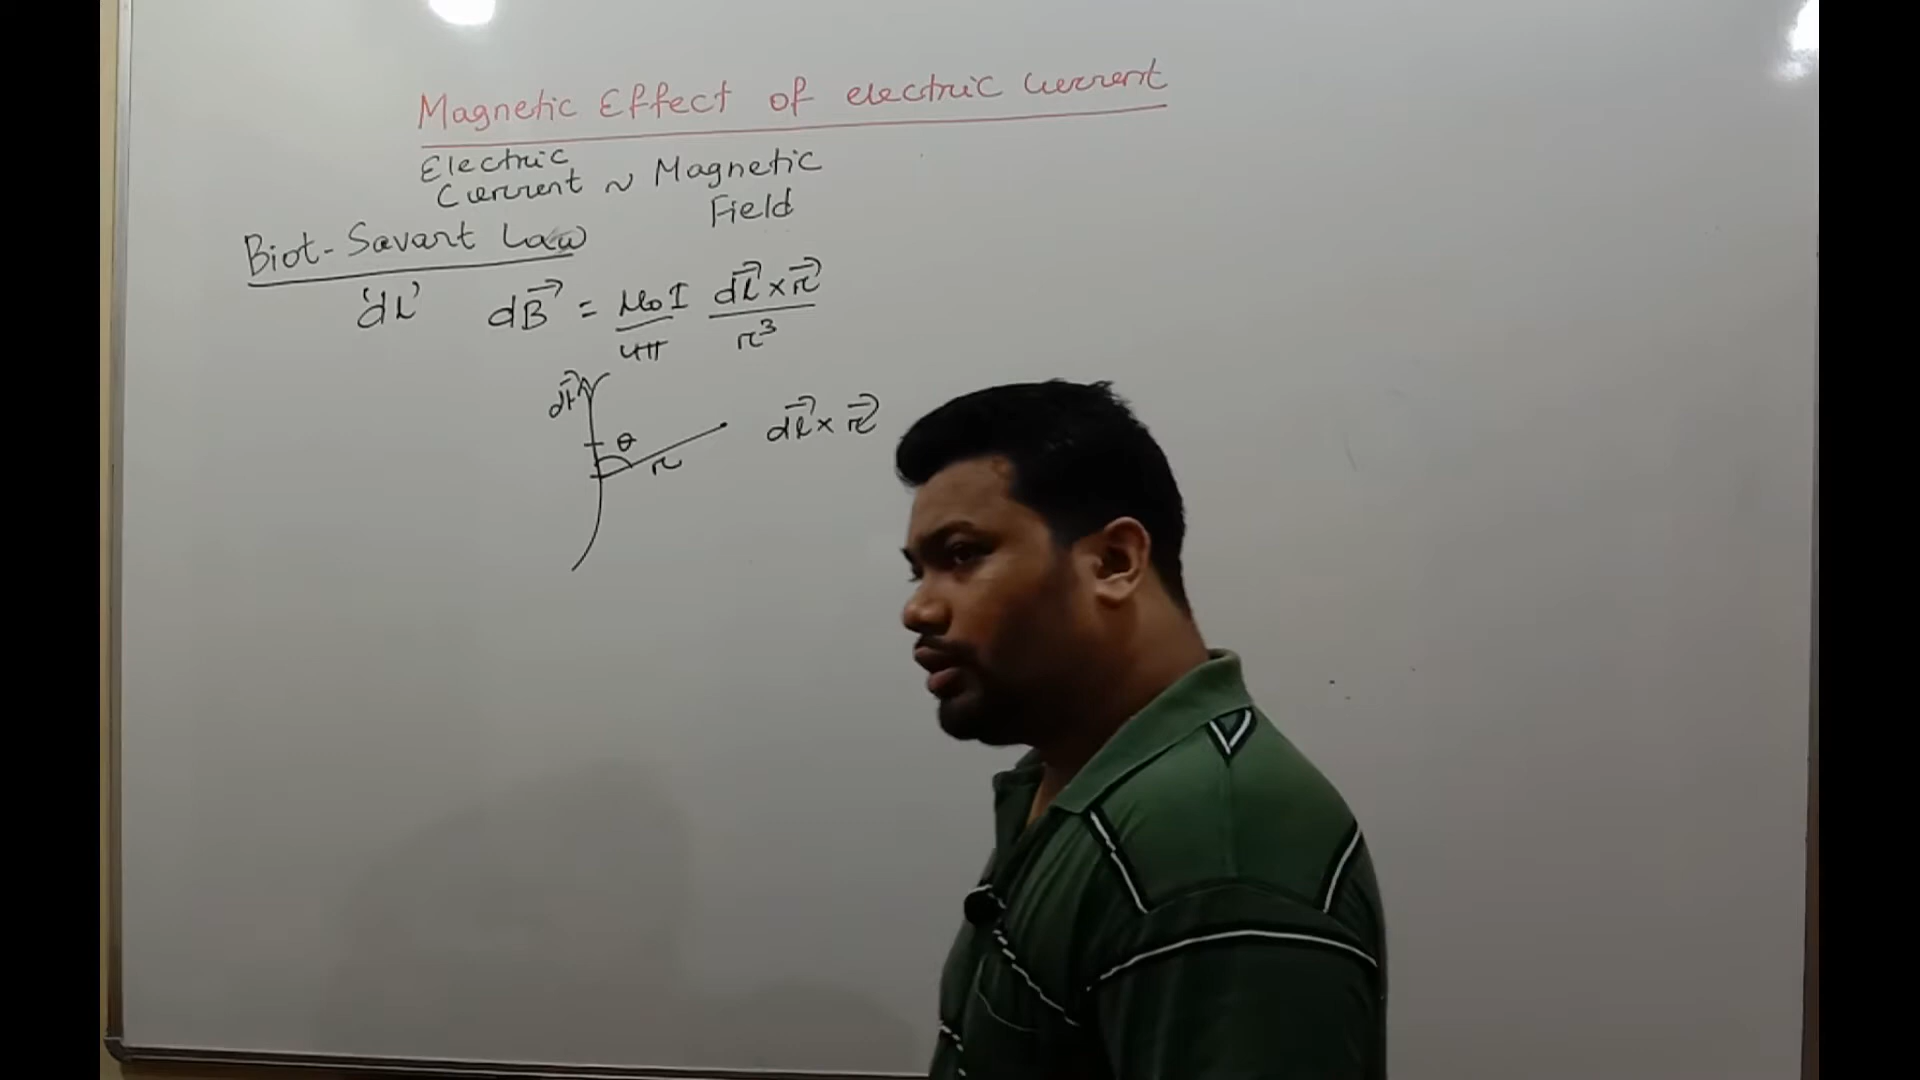 Magnetic Effect of electric Current
Electric
Current ~ Magnetic
Field
Biot-Savart Law
'dl' dB⃗ = μ₀I/4π dl⃗×r⃗/r³
dl⃗
θ
r
dl⃗×r⃗